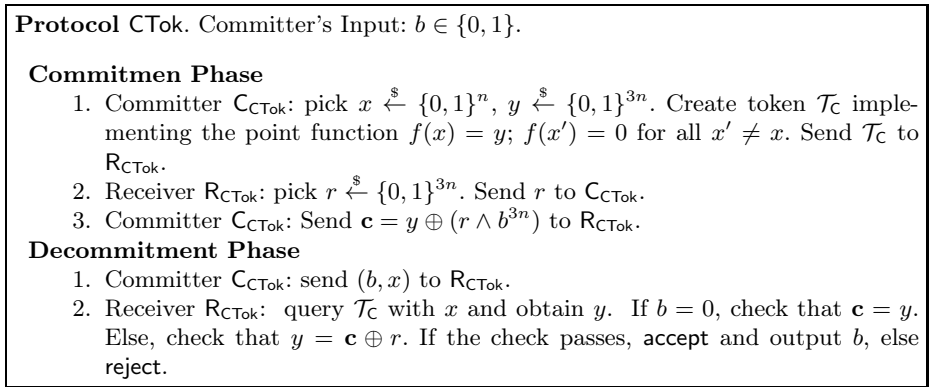 Protocol CTok. Committer's Input: b ∈ {0, 1}.
Commitmen Phase
1. Committer C_CTok: pick x ←$ {0, 1}^n, y ←$ {0, 1}^{3n}. Create token T_C imple-
menting the point function f(x) = y; f(x′) = 0 for all x′ ≠ x. Send T_C to
R_CTok.
2. Receiver R_CTok: pick r ←$ {0, 1}^{3n}. Send r to C_CTok.
3. Committer C_CTok: Send c = y ⊕ (r ∧ b^{3n}) to R_CTok.
Decommitment Phase
1. Committer C_CTok: send (b, x) to R_CTok.
2. Receiver R_CTok: query T_C with x and obtain y. If b = 0, check that c = y.
Else, check that y = c ⊕ r. If the check passes, accept and output b, else
reject.